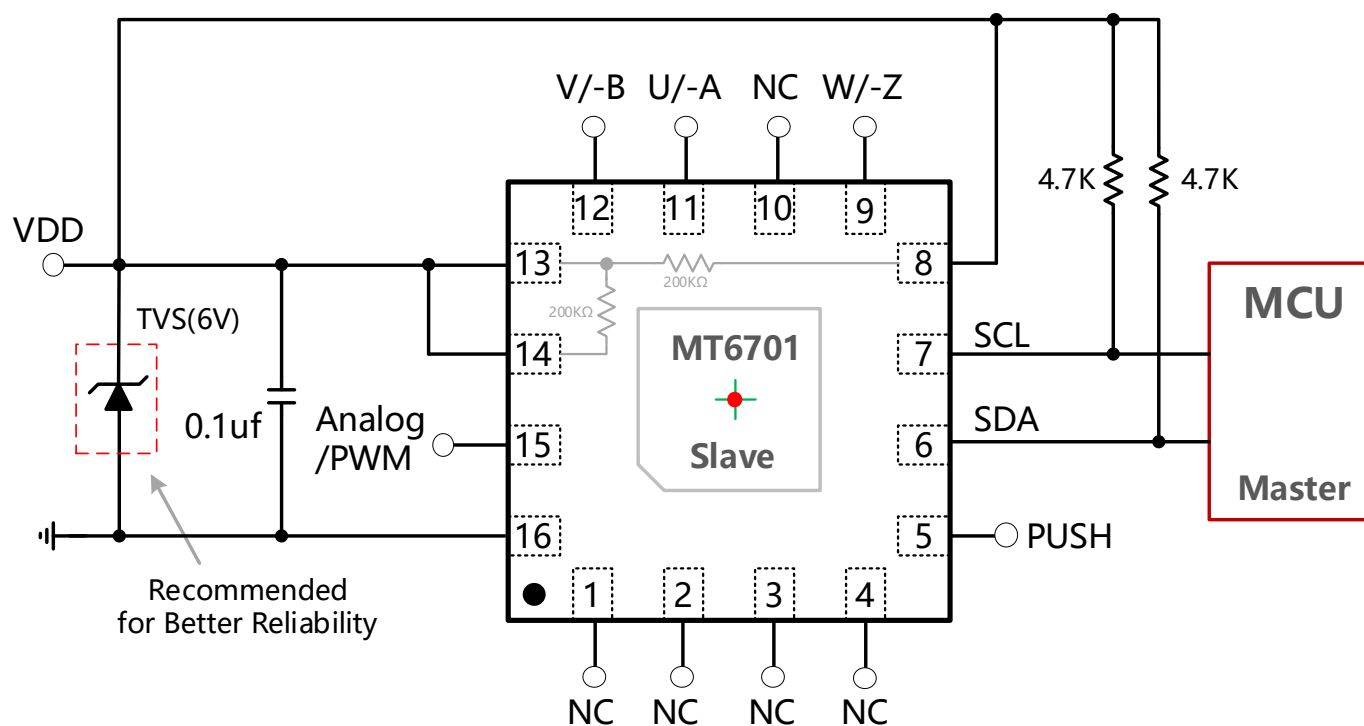 V/-B U/-A NC W/-Z
12 11 10 9
4.7K 4.7K
VDD
13 8
200KΩ
200KΩ
TVS(6V)
MCU
14 7
MT6701
SCL
0.1uf
Analog
/PWM
15 6
SDA
Slave
Master
16 5
PUSH
Recommended
for Better Reliability
1 2 3 4
NC NC NC NC